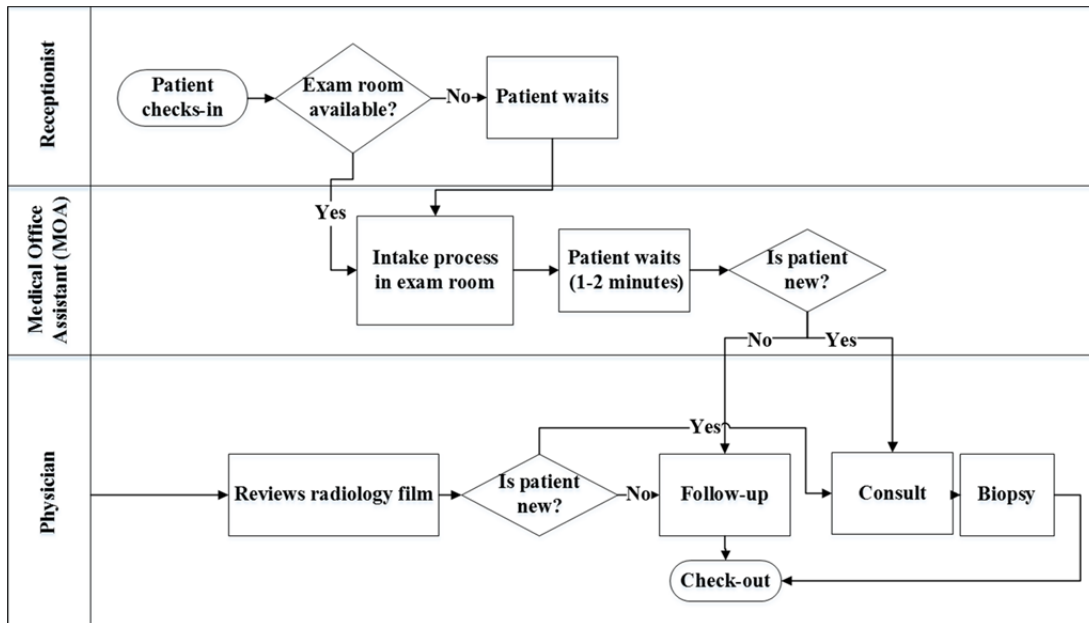 Receptionist
Patient
checks-in
Exam room
available?
No
Patient waits
Yes
Medical Office
Assistant (MOA)
Intake process
in exam room
Patient waits
(1-2 minutes)
Is patient
new?
No
Yes
Physician
Reviews radiology film
Is patient
new?
Yes
No
Follow-up
Consult
Biopsy
Check-out